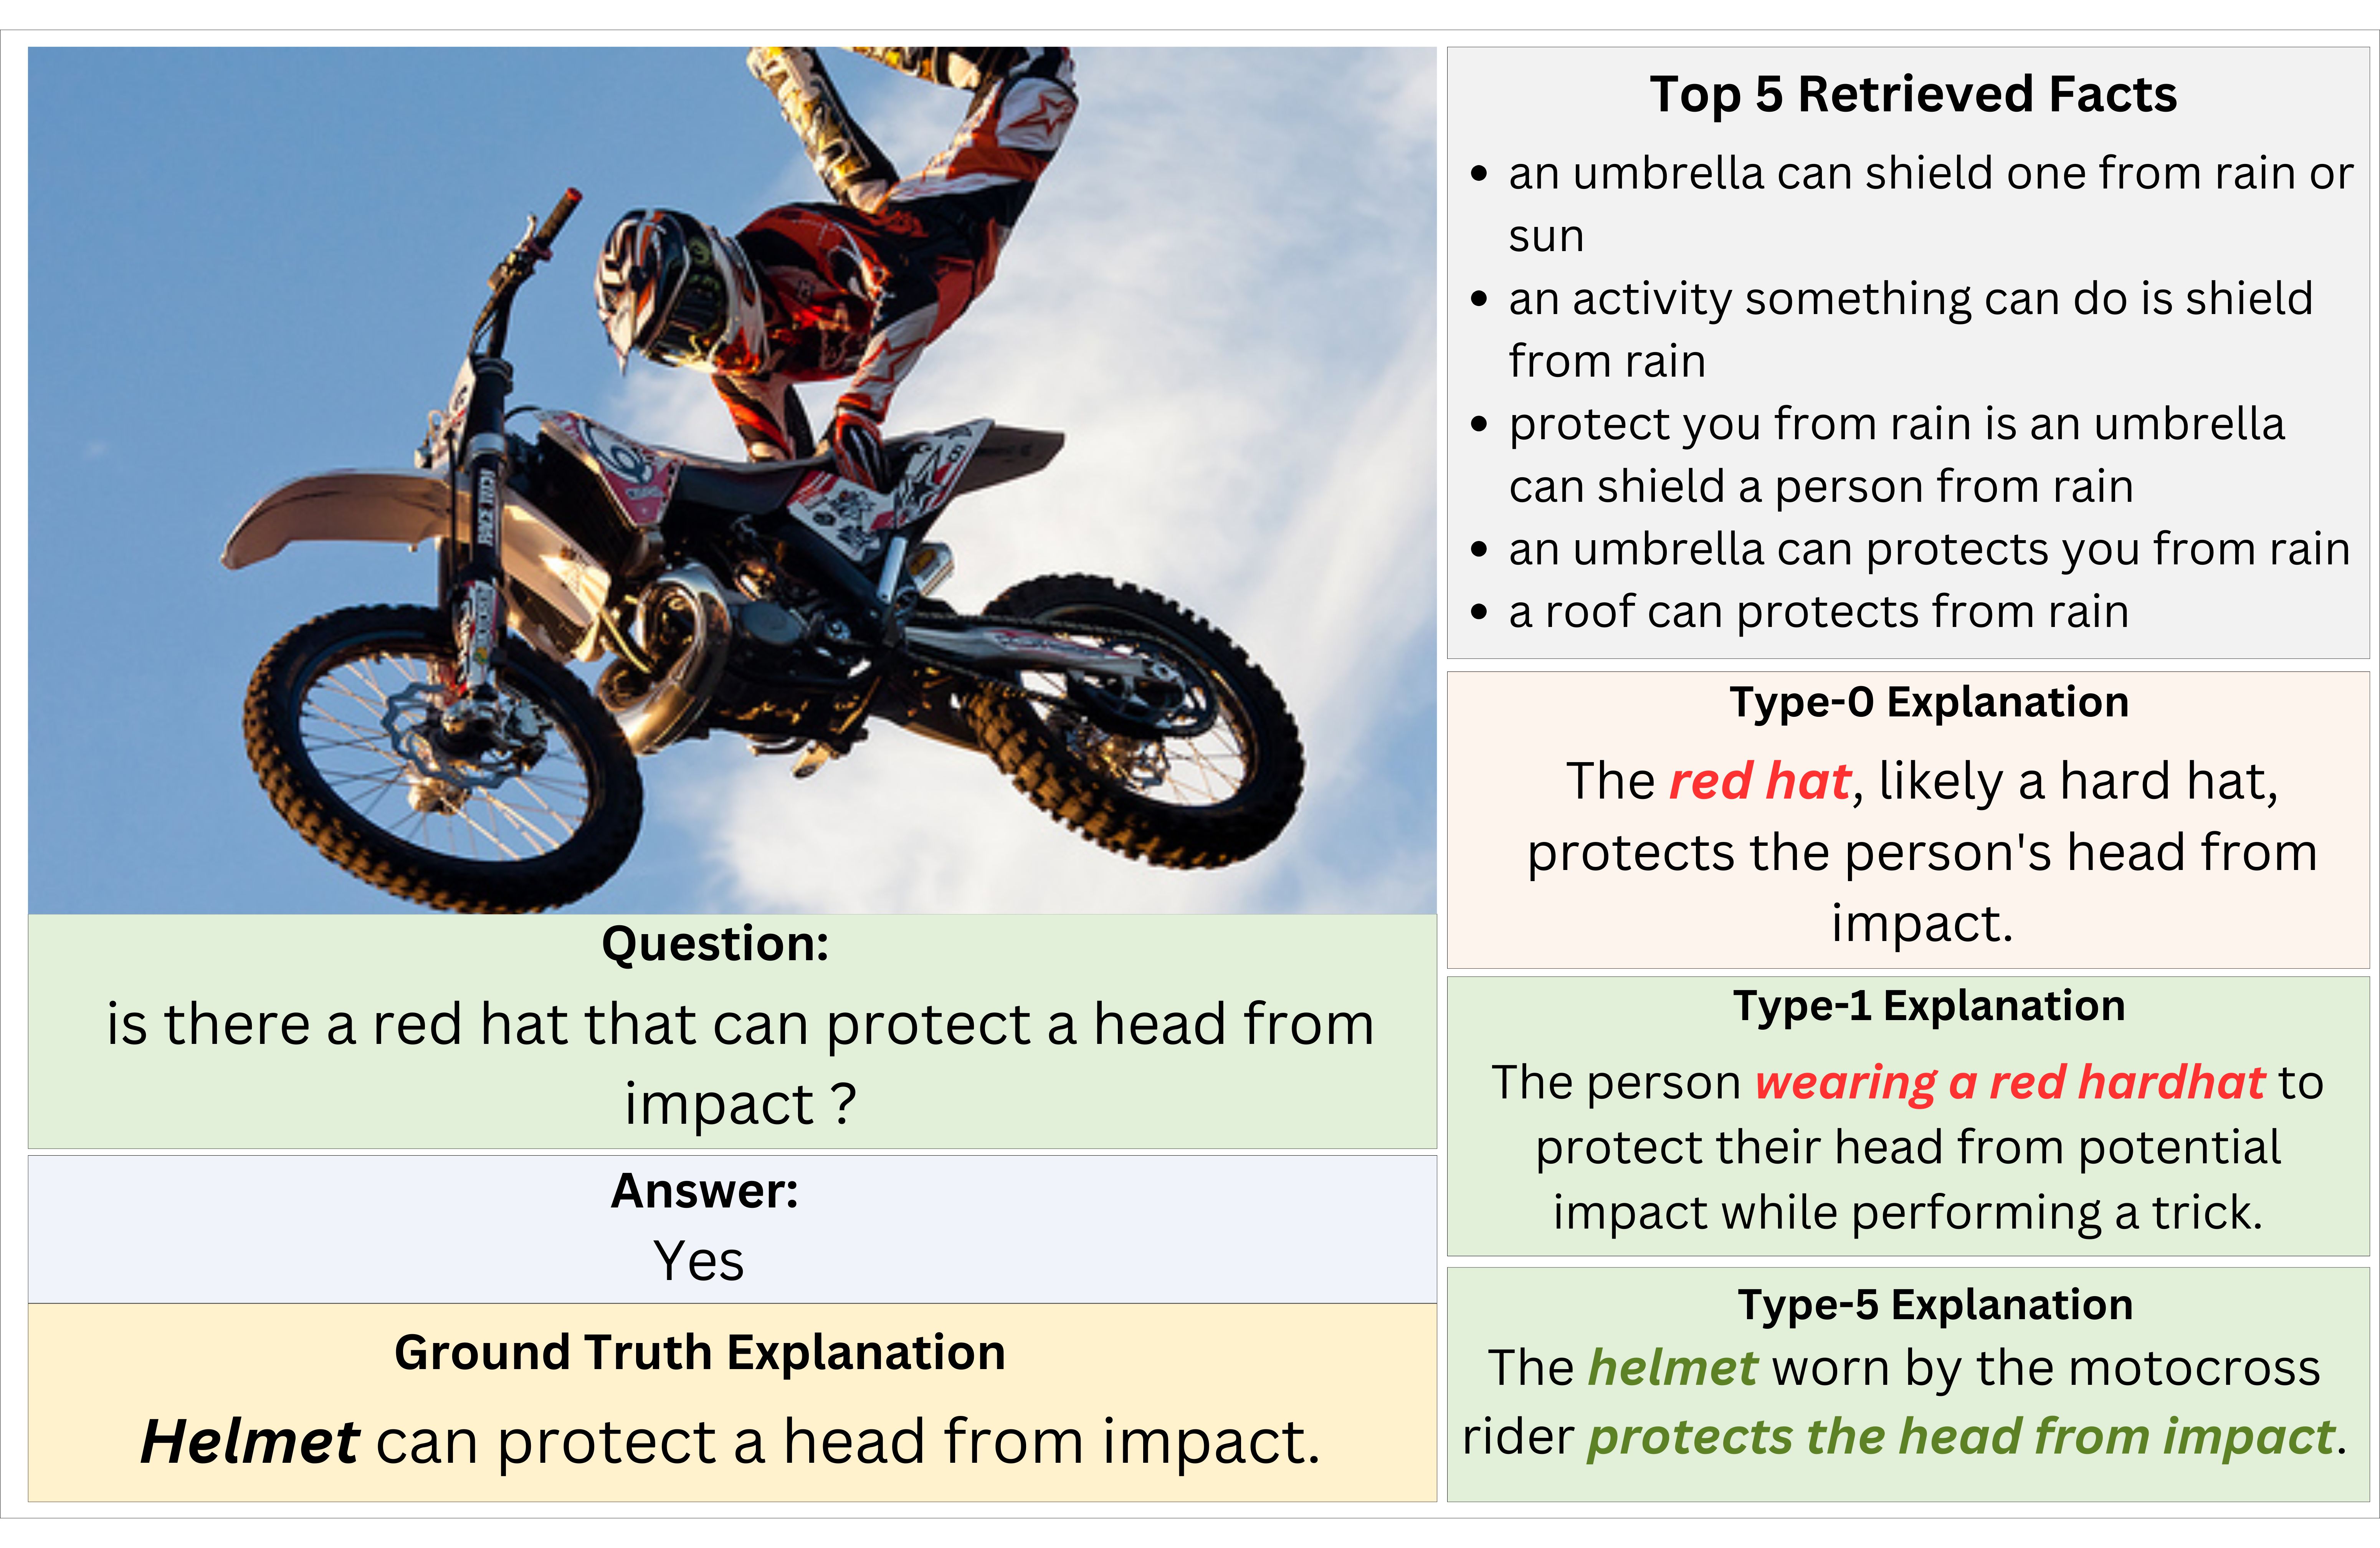 Question:
is there a red hat that can protect a head from
impact ?
Answer:
Yes
Ground Truth Explanation
Helmet can protect a head from impact.
Top 5 Retrieved Facts
• an umbrella can shield one from rain or
sun
• an activity something can do is shield
from rain
• protect you from rain is an umbrella
can shield a person from rain
• an umbrella can protects you from rain
• a roof can protects from rain
Type-0 Explanation
The red hat, likely a hard hat,
protects the person's head from
impact.
Type-1 Explanation
The person wearing a red hardhat to
protect their head from potential
impact while performing a trick.
Type-5 Explanation
The helmet worn by the motocross
rider protects the head from impact.